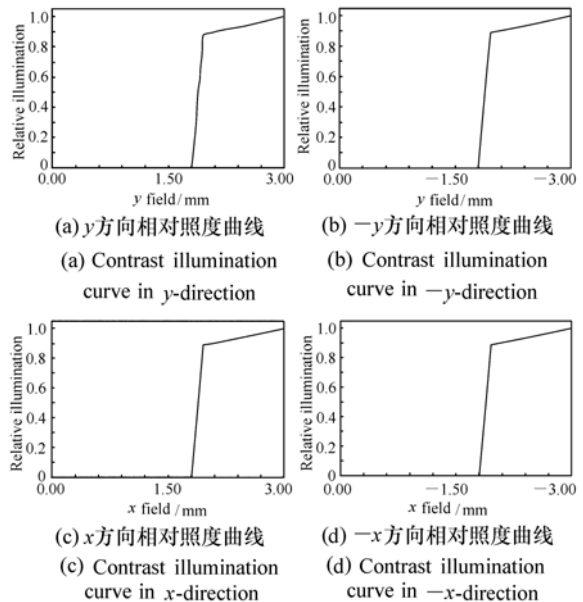 Relative illumination
1.0
0.8
0.6
0.4
0.2
0
0.00 1.50 3.00
y field/mm
(a) y方向相对照度曲线
(a) Contrast illumination
curve in y-direction
Relative illumination
1.0
0.8
0.6
0.4
0.2
0
0.00 −1.50 −3.00
y field/mm
(b) −y方向相对照度曲线
(b) Contrast illumination
curve in −y-direction
Relative illumination
1.0
0.8
0.6
0.4
0.2
0
0.00 1.50 3.00
x field/mm
(c) x方向相对照度曲线
(c) Contrast illumination
curve in x-direction
Relative illumination
1.0
0.8
0.6
0.4
0.2
0
0.00 −1.50 −3.00
x field/mm
(d) −x方向相对照度曲线
(d) Contrast illumination
curve in −x-direction